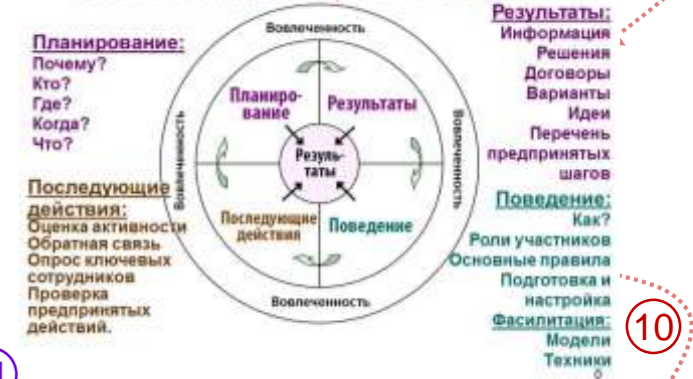 Планирование:
Почему?
Кто?
Где?
Когда?
Что?
Последующие
действия:
Оценка активности
Обратная связь
Опрос ключевых
сотрудников
Проверка
предпринятых
действий.
Вовлеченность
Вовлеченность
Вовлеченность
Вовлеченность
Планиро-
вание
Результаты
Резуль-
таты
Последующие
действия
Поведение
Результаты:
Информация
Решения
Договоры
Варианты
Идеи
Перечень
предпринятых
шагов
Поведение:
Как?
Роли участников
Основные правила
Подготовка и
настройка
Фасилитация:
Модели
Техники
10